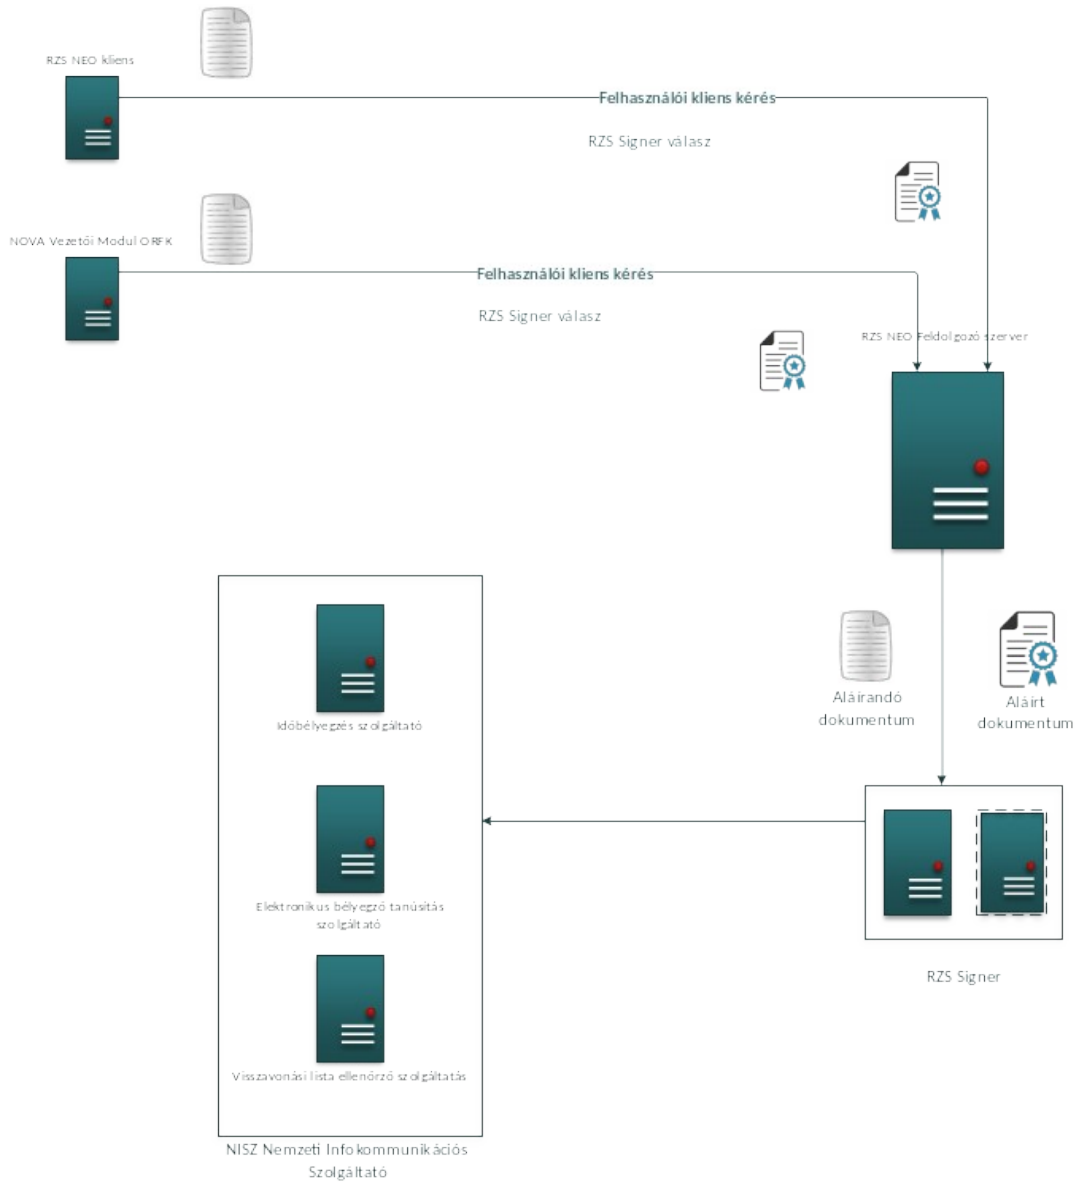 RZS NEO kliens
Felhasználói kliens kérés
RZS Signer válasz
NOVA Vezetői Modul ORFK
Felhasználói kliens kérés
RZS Signer válasz
RZS NEO Feldolgozó szerver
Aláírandó
dokumentum
Aláírt
dokumentum
Időbélyegzés szolgáltató
Elektronikus bélyegző tanúsítás
szolgáltató
RZS Signer
Visszavonási lista ellenőrző szolgáltatás
NISZ Nemzeti Infokommunikációs
Szolgáltató